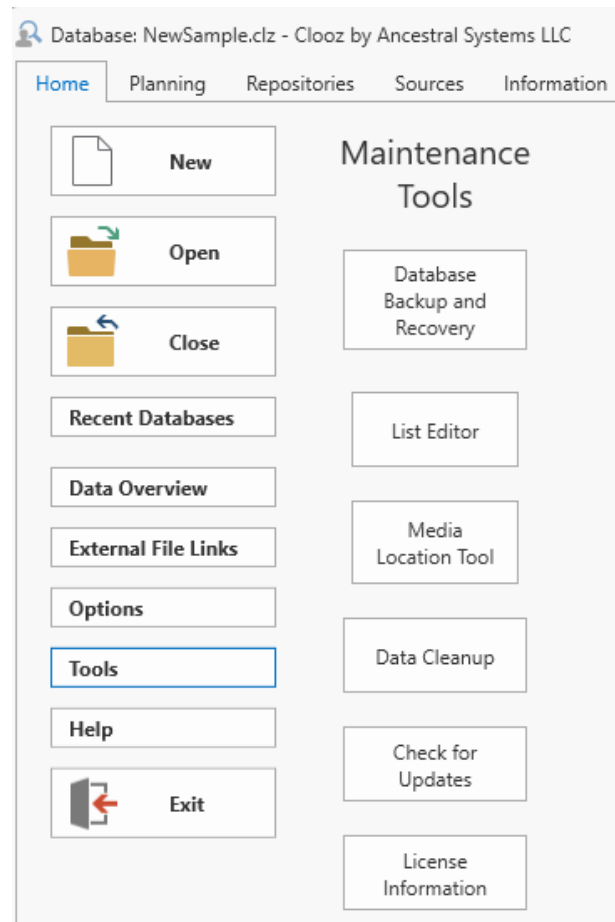 Database: NewSample.clz - Clooz by Ancestral Systems LLC
Home Planning Repositories Sources Information
New
Open
Close
Recent Databases
Data Overview
External File Links
Options
Tools
Help
Exit
Maintenance
Tools
Database
Backup and
Recovery
List Editor
Media
Location Tool
Data Cleanup
Check for
Updates
License
Information